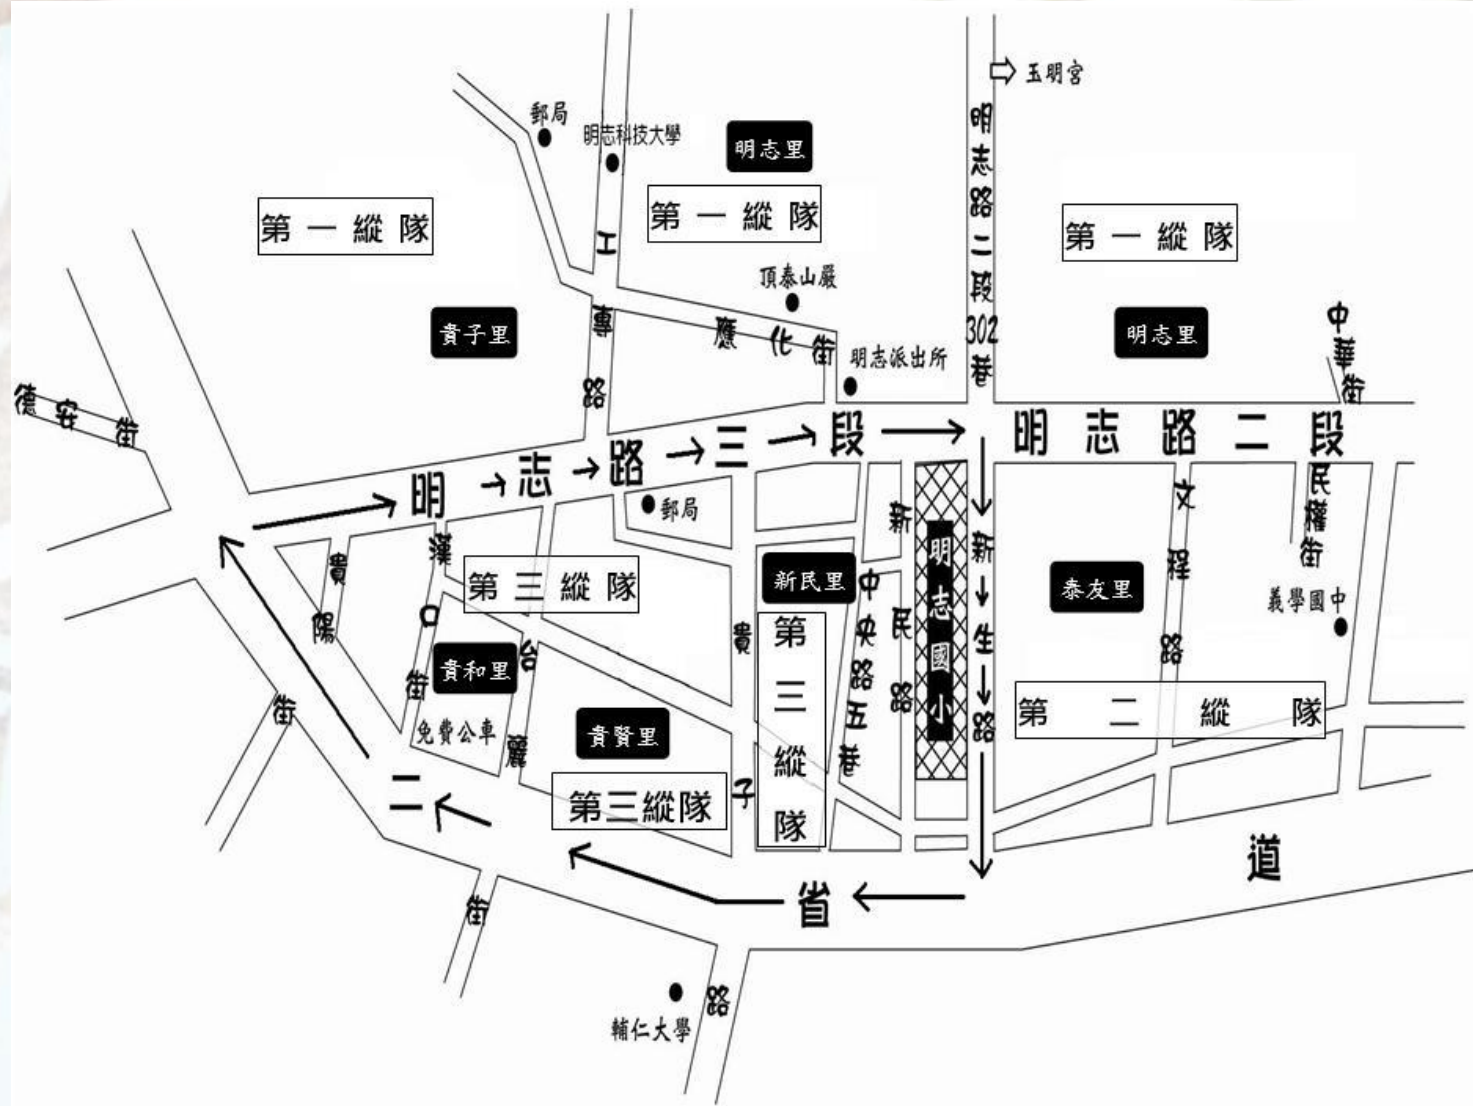 玉明宮
郵局
明志科技大學
明志里
明志路二段302巷
第一縱隊
第一縱隊
第一縱隊
工專路
頂泰山巖
貴子里
應化街
明志派出所
明志里
中華街
德安街
明志路三段
明志路二段
郵局
新民路
明志國小
新生路
文程路
民權街
貴陽街
漢口街
第三縱隊
新民里
中央路五巷
泰友里
義學國中
台麗街
貴和里
貴子路
第三縱隊
第二縱隊
免費公車
貴賢里
第三縱隊
二省道
輔仁大學